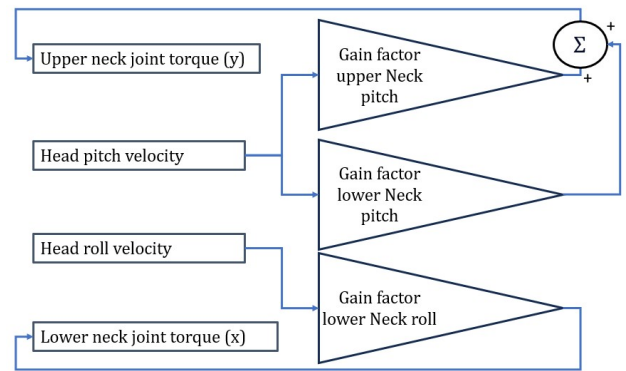 Upper neck joint torque (y)
Gain factor
upper Neck
pitch
Σ
+
+
Head pitch velocity
Gain factor
lower Neck
pitch
Head roll velocity
Gain factor
lower Neck roll
Lower neck joint torque (x)